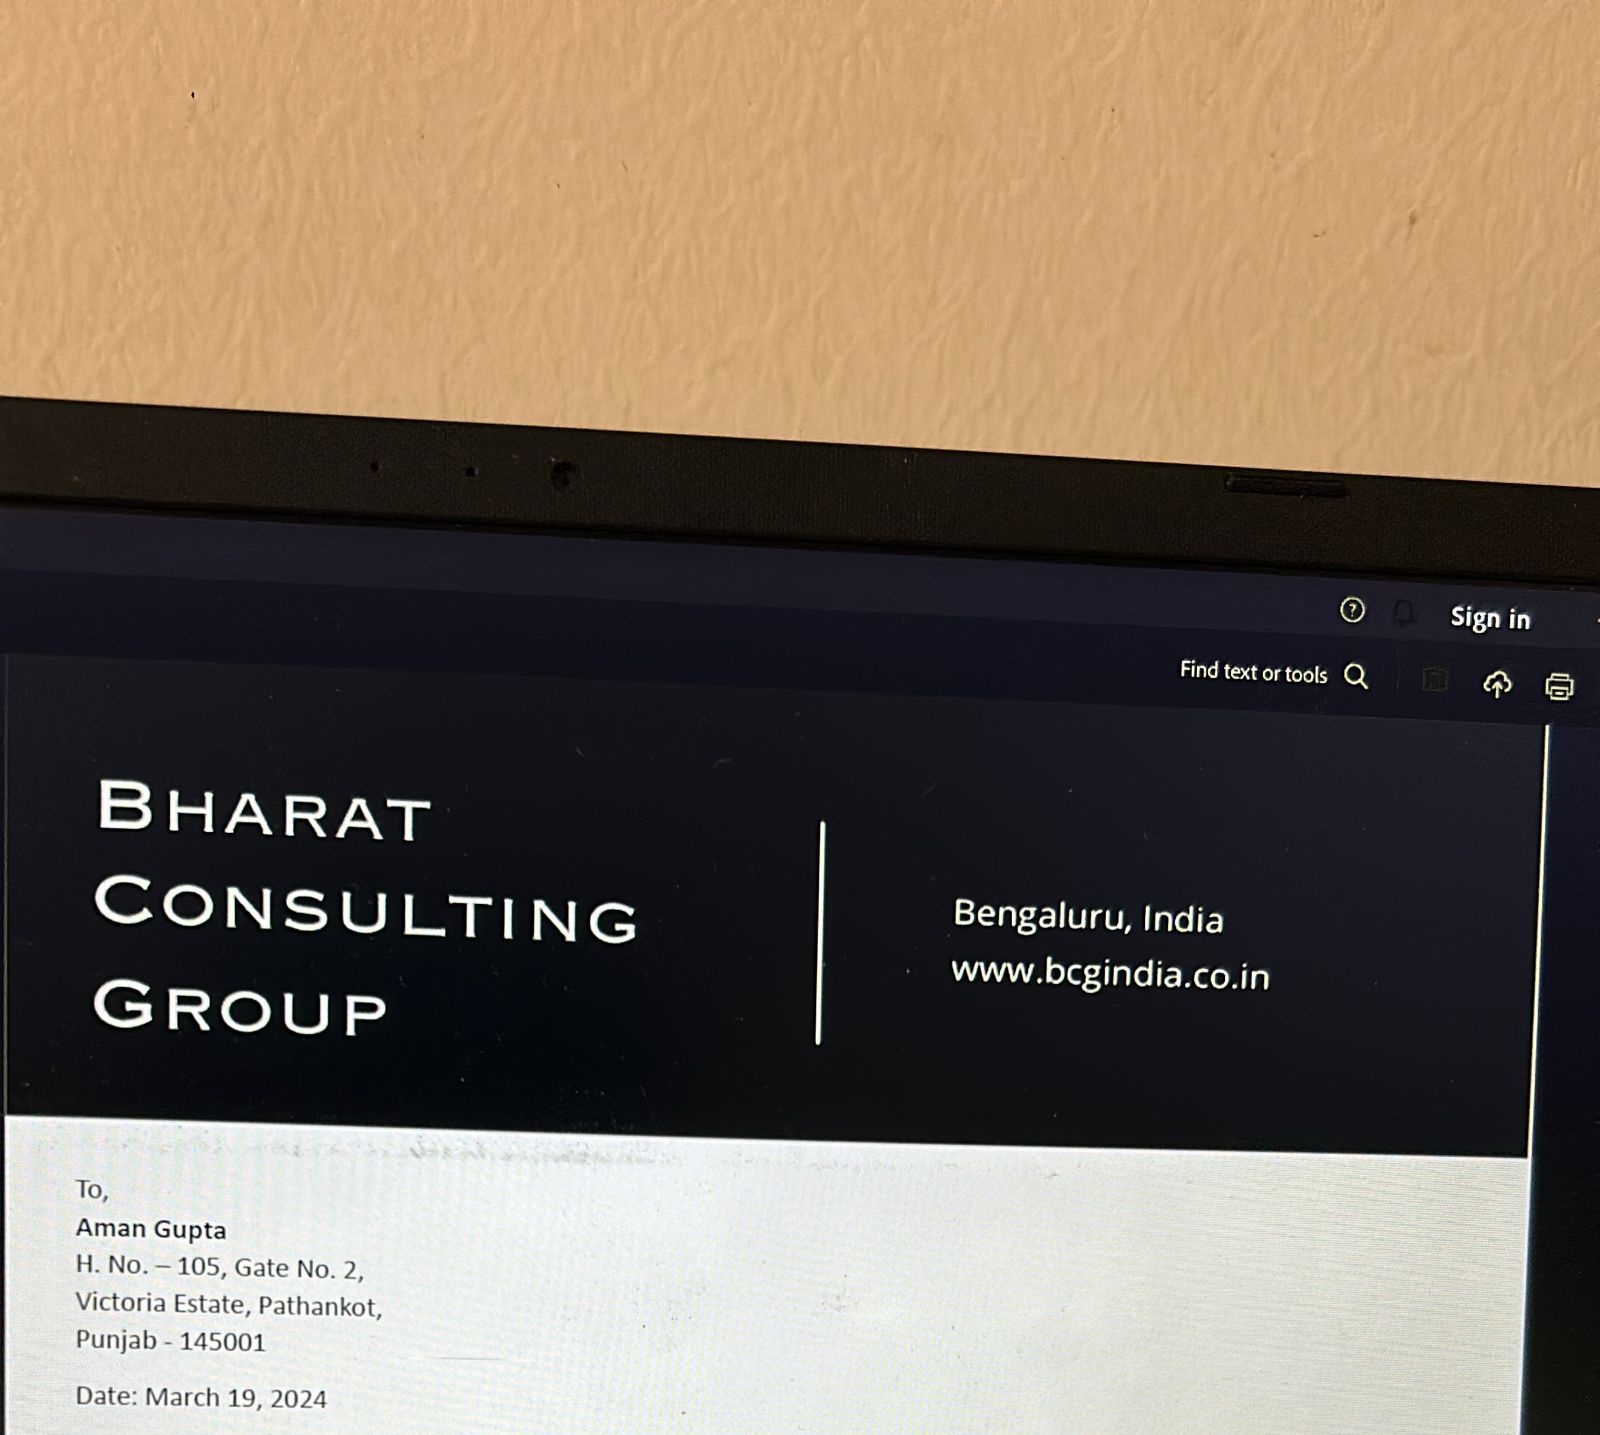 Sign in
Find text or tools
BHARAT
CONSULTING
GROUP
Bengaluru, India
www.bcgindia.co.in
To,
Aman Gupta
H. No. – 105, Gate No. 2,
Victoria Estate, Pathankot,
Punjab - 145001
Date: March 19, 2024